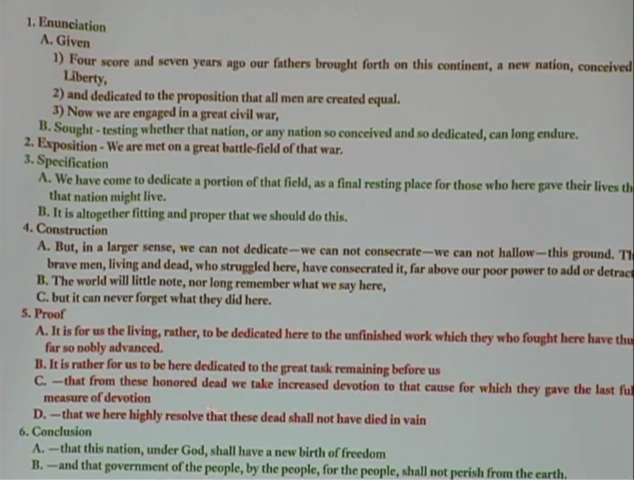 1. Enunciation
A. Given
1) Four score and seven years ago our fathers brought forth on this continent, a new nation, conceived
Liberty,
2) and dedicated to the proposition that all men are created equal.
3) Now we are engaged in a great civil war,
B. Sought - testing whether that nation, or any nation so conceived and so dedicated, can long endure.
2. Exposition - We are met on a great battle-field of that war.
3. Specification
A. We have come to dedicate a portion of that field, as a final resting place for those who here gave their lives th
that nation might live.
B. It is altogether fitting and proper that we should do this.
4. Construction
A. But, in a larger sense, we can not dedicate—we can not consecrate—we can not hallow—this ground. Th
brave men, living and dead, who struggled here, have consecrated it, far above our poor power to add or detract
B. The world will little note, nor long remember what we say here,
C. but it can never forget what they did here.
5. Proof
A. It is for us the living, rather, to be dedicated here to the unfinished work which they who fought here have thu
far so nobly advanced.
B. It is rather for us to be here dedicated to the great task remaining before us
C. —that from these honored dead we take increased devotion to that cause for which they gave the last ful
measure of devotion
D. —that we here highly resolve that these dead shall not have died in vain
6. Conclusion
A. —that this nation, under God, shall have a new birth of freedom
B. —and that government of the people, by the people, for the people, shall not perish from the earth.